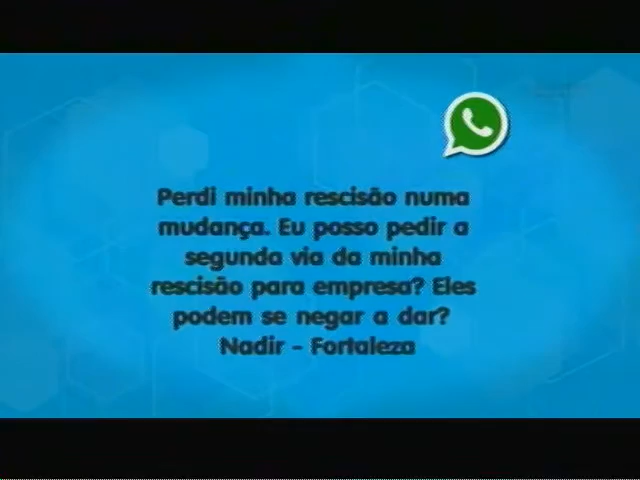 Perdi minha rescisão numa
mudança. Eu posso pedir a
segunda via da minha
rescisão para empresa? Eles
podem se negar a dar?
Nadir - Fortaleza